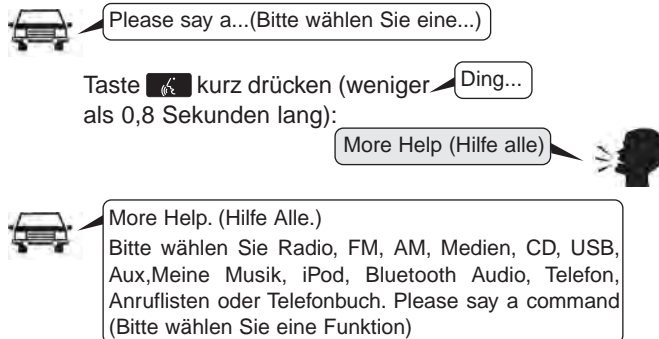 Please say a...(Bitte wählen Sie eine...)
Taste kurz drücken (weniger Ding...
als 0,8 Sekunden lang):
More Help (Hilfe alle)
More Help. (Hilfe Alle.)
Bitte wählen Sie Radio, FM, AM, Medien, CD, USB,
Aux,Meine Musik, iPod, Bluetooth Audio, Telefon,
Anruflisten oder Telefonbuch. Please say a command
(Bitte wählen Sie eine Funktion)